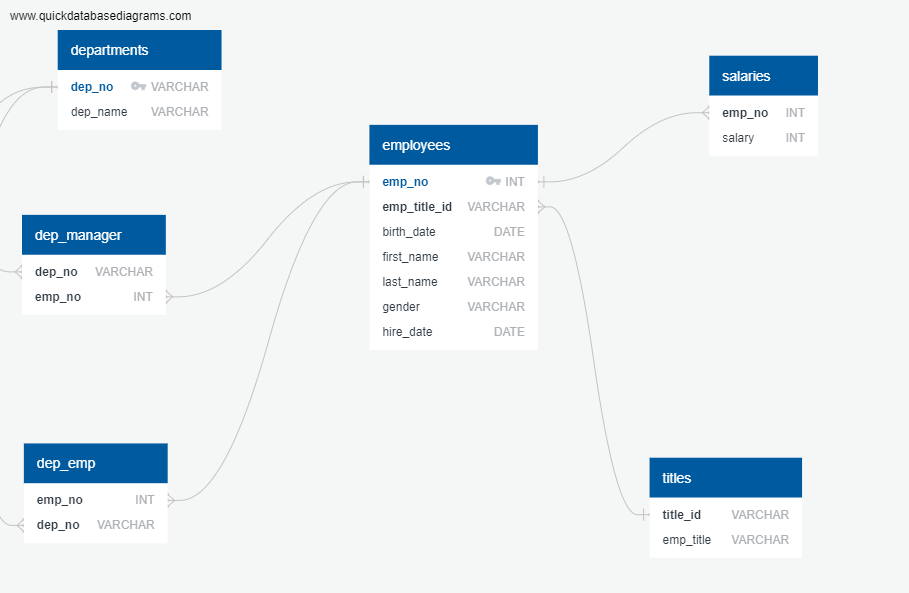 www.quickdatabasediagrams.com
departments
dep_no VARCHAR
dep_name VARCHAR
salaries
emp_no INT
salary INT
employees
emp_no INT
emp_title_id VARCHAR
birth_date DATE
first_name VARCHAR
last_name VARCHAR
gender VARCHAR
hire_date DATE
dep_manager
dep_no VARCHAR
emp_no INT
dep_emp
emp_no INT
dep_no VARCHAR
titles
title_id VARCHAR
emp_title VARCHAR